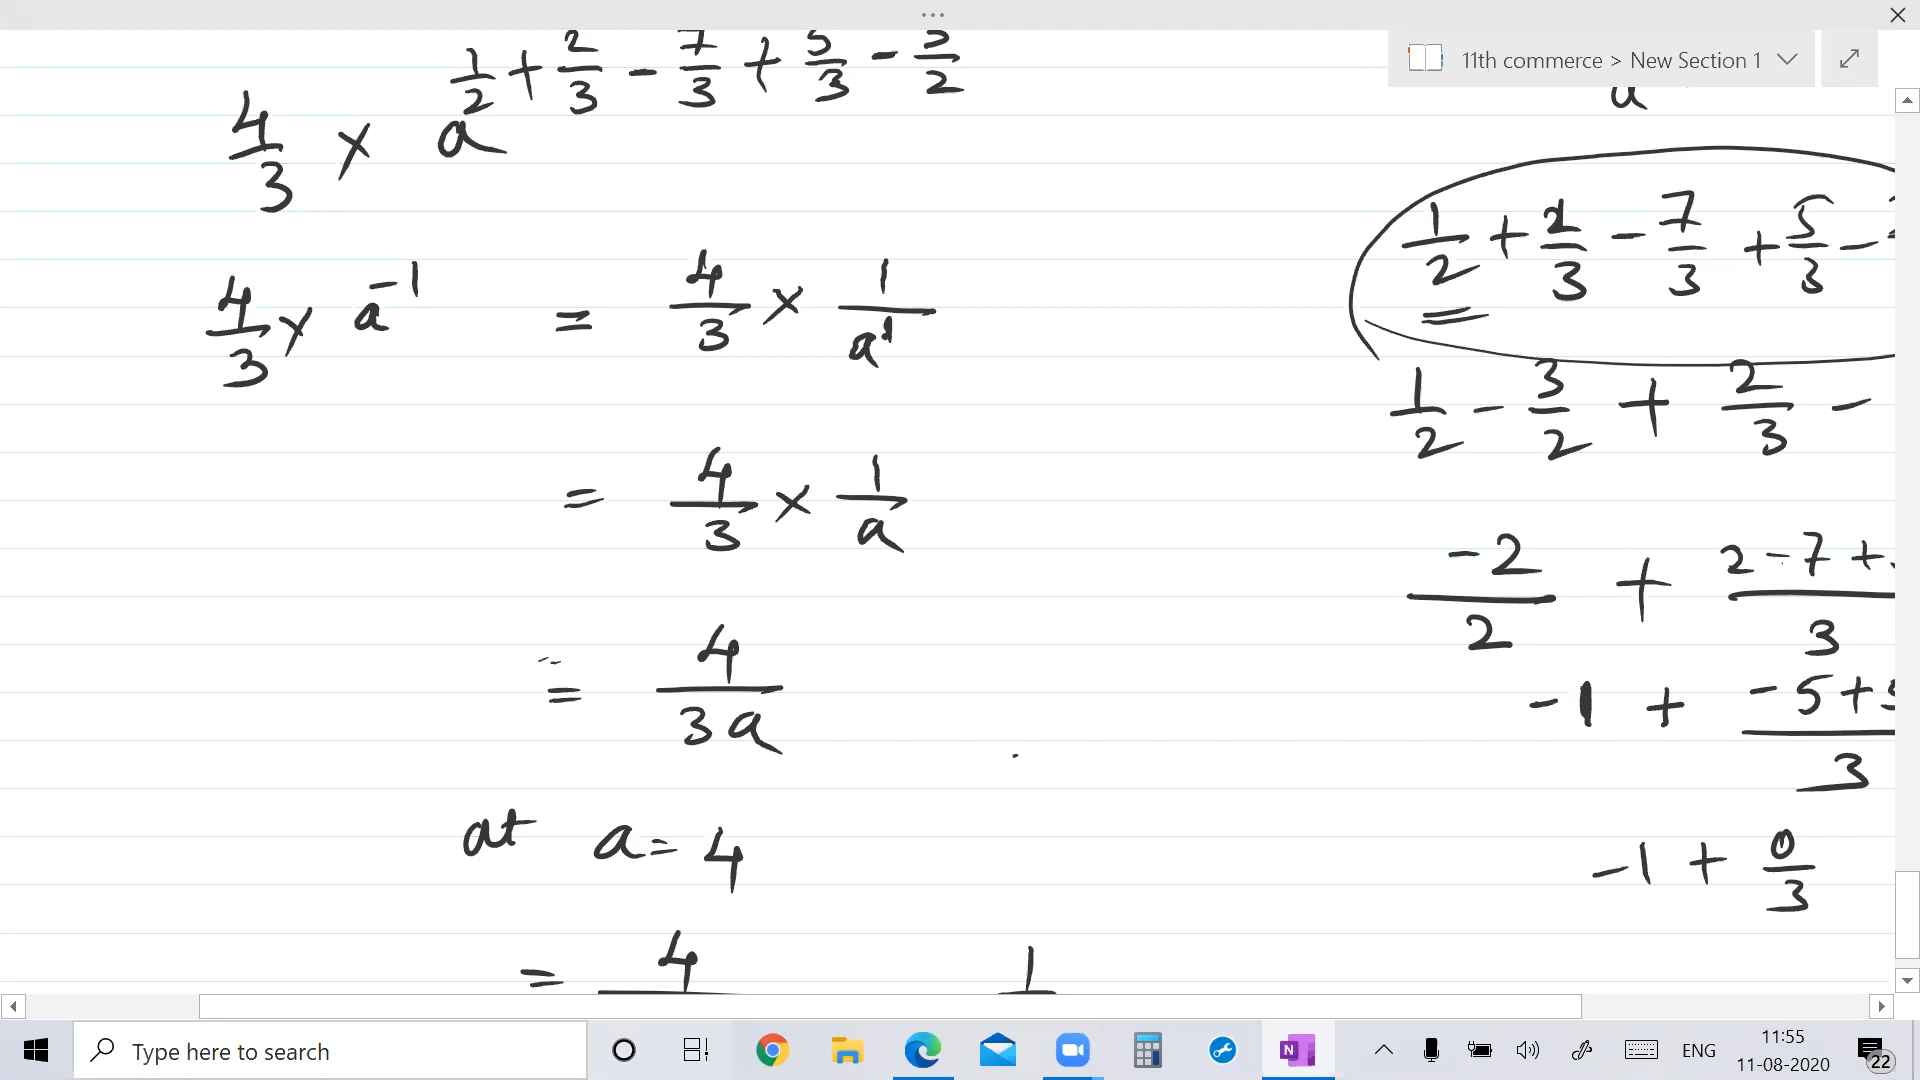 11th commerce > New Section 1
4/3 × a^(1/2 + 2/3 − 7/3 + 5/3 − 3/2)
a
4/3 × a^−1 = 4/3 × 1/a^1
= 4/3 × 1/a
= 4/3a
at a = 4
= 4 1
1/2 + 2/3 − 7/3 + 5/3 −
=
1/2 − 3/2 + 2/3 −
−2/2 + 2 − 7 + /3
−1 + −5 + 5/3
−1 + 0/3
Type here to search
ENG
11:55
11-08-2020
22